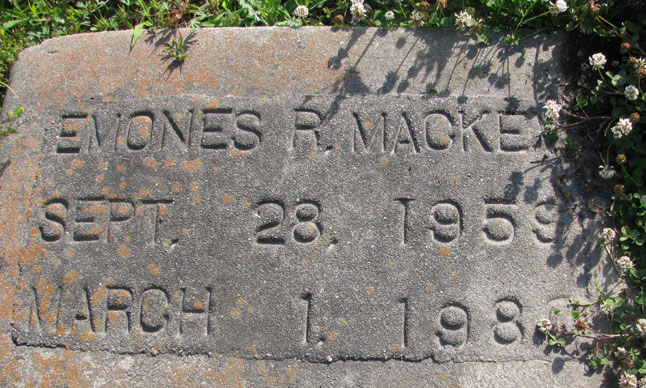 EMONES R. MACKEY
SEPT. 28, 1959
MARCH 1,